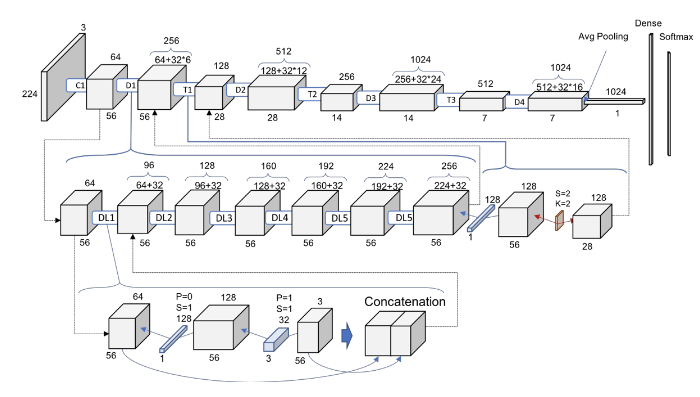 3
224
C1
64
56
D1
256
64+32*6
56
T1
128
28
D2
512
128+32*12
28
T2
256
14
D3
1024
256+32*24
14
T3
512
7
D4
1024
512+32*16
7
Avg Pooling
1024
1
Dense
Softmax
64
56
DL1
96
64+32
56
DL2
128
96+32
56
DL3
160
128+32
56
DL4
192
160+32
56
DL5
224
192+32
56
DL5
256
224+32
56
128
1
128
56
S=2
K=2
128
28
64
56
P=0
S=1
128
1
128
56
P=1
S=1
32
3
3
56
Concatenation